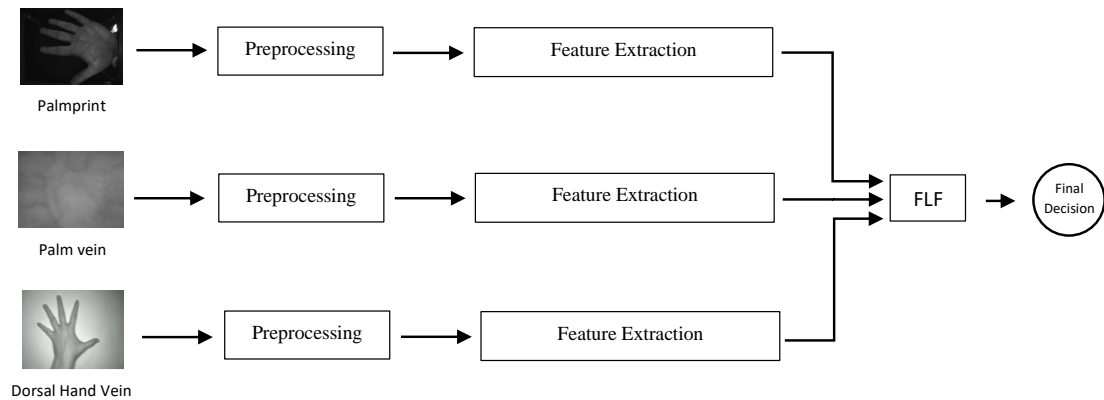 Preprocessing
Feature Extraction
Palmprint
Preprocessing
Feature Extraction
FLF
Final
Decision
Palm vein
Preprocessing
Feature Extraction
Dorsal Hand Vein